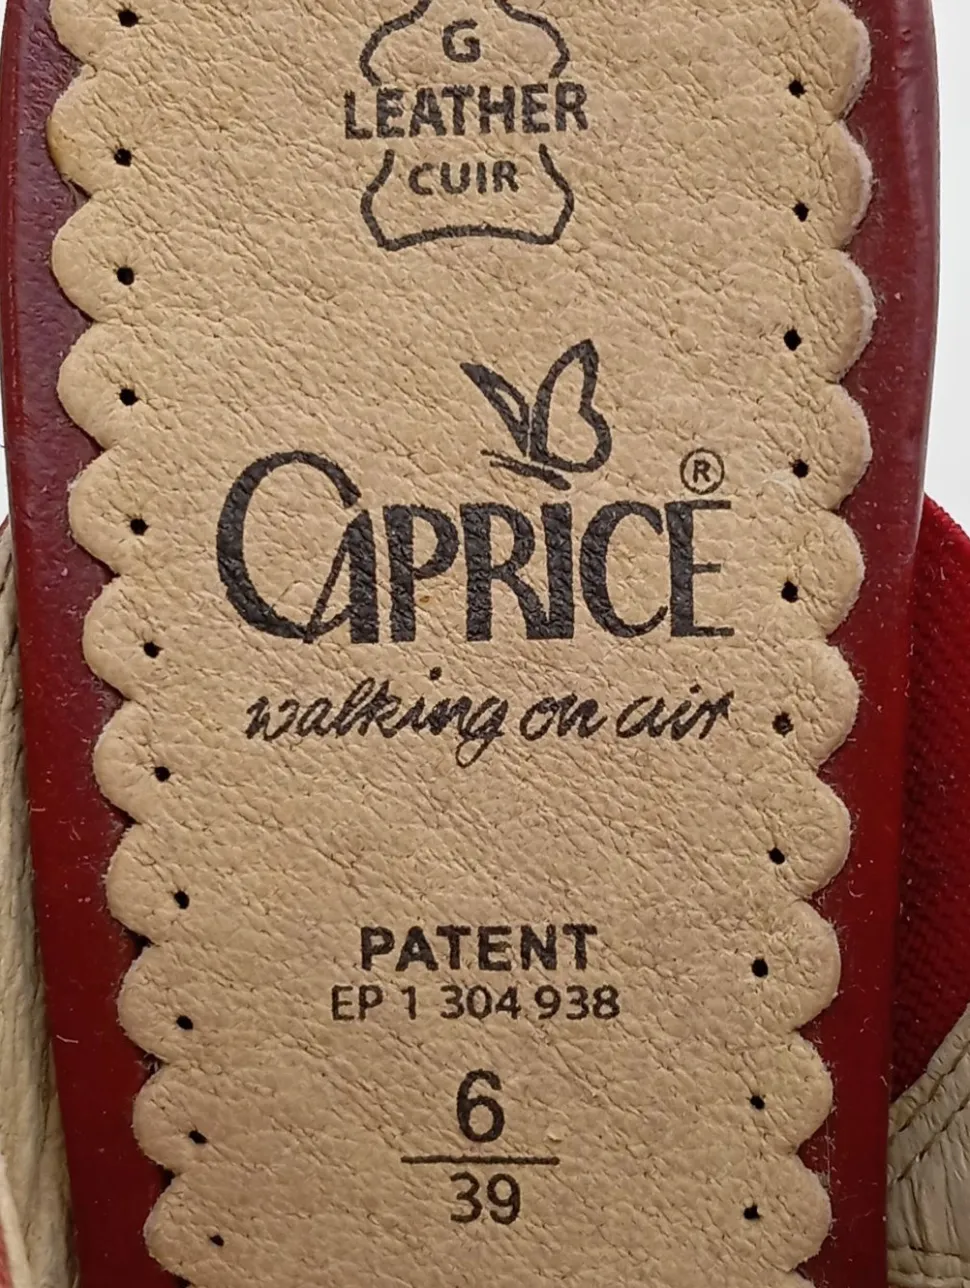 G
LEATHER
CUIR
CAPRICE®
walking on air
PATENT
EP 1 304 938
6
39